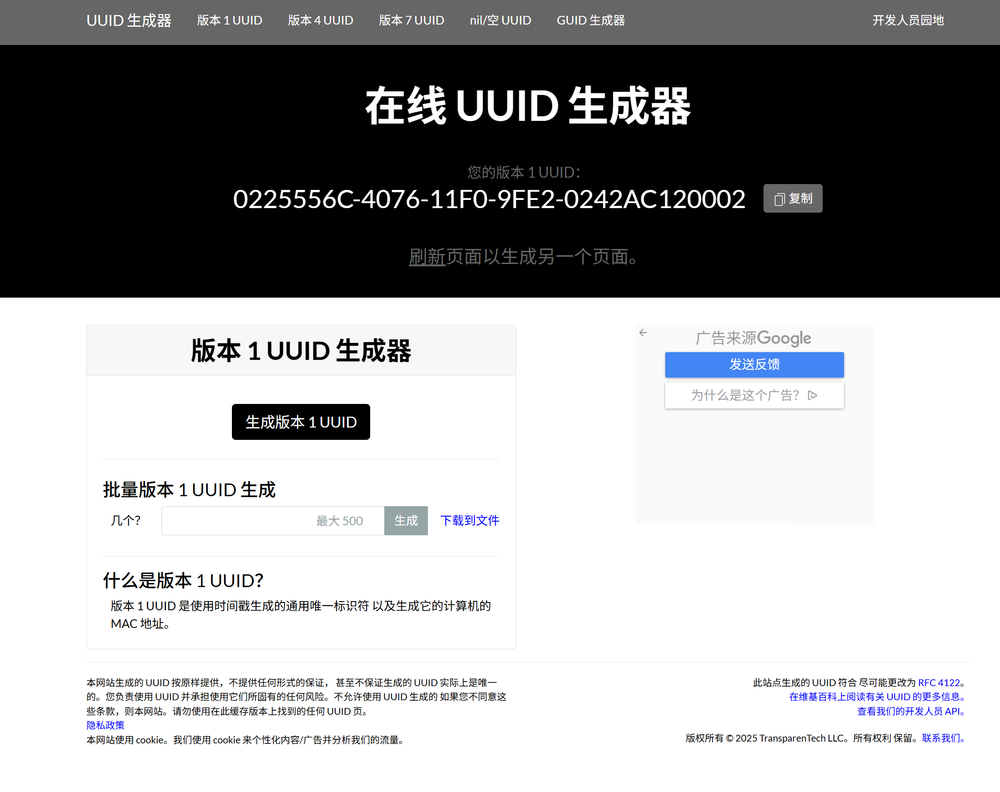 UUID 生成器
版本 1 UUID
版本 4 UUID
版本 7 UUID
nil/空 UUID
GUID 生成器
开发人员园地
在线 UUID 生成器
您的版本 1 UUID：
0225556C-4076-11F0-9FE2-0242AC120002
复制
刷新页面以生成另一个页面。
版本 1 UUID 生成器
生成版本 1 UUID
批量版本 1 UUID 生成
几个？
最大 500
生成
下载到文件
什么是版本 1 UUID？
版本 1 UUID 是使用时间戳生成的通用唯一标识符 以及生成它的计算机的
MAC 地址。
广告来源Google
发送反馈
为什么是这个广告？
本网站生成的 UUID 按原样提供，不提供任何形式的保证， 甚至不保证生成的 UUID 实际上是唯一
的。您负责使用 UUID 并承担使用它们所固有的任何风险。不允许使用 UUID 生成的 如果您不同意这
些条款，则本网站。请勿使用在此缓存版本上找到的任何 UUID 页。
隐私政策
本网站使用 cookie。我们使用 cookie 来个性化内容/广告并分析我们的流量。
此站点生成的 UUID 符合 尽可能更改为 RFC 4122。
在维基百科上阅读有关 UUID 的更多信息。
查看我们的开发人员 API。
版权所有 © 2025 TransparenTech LLC。所有权利 保留。联系我们。